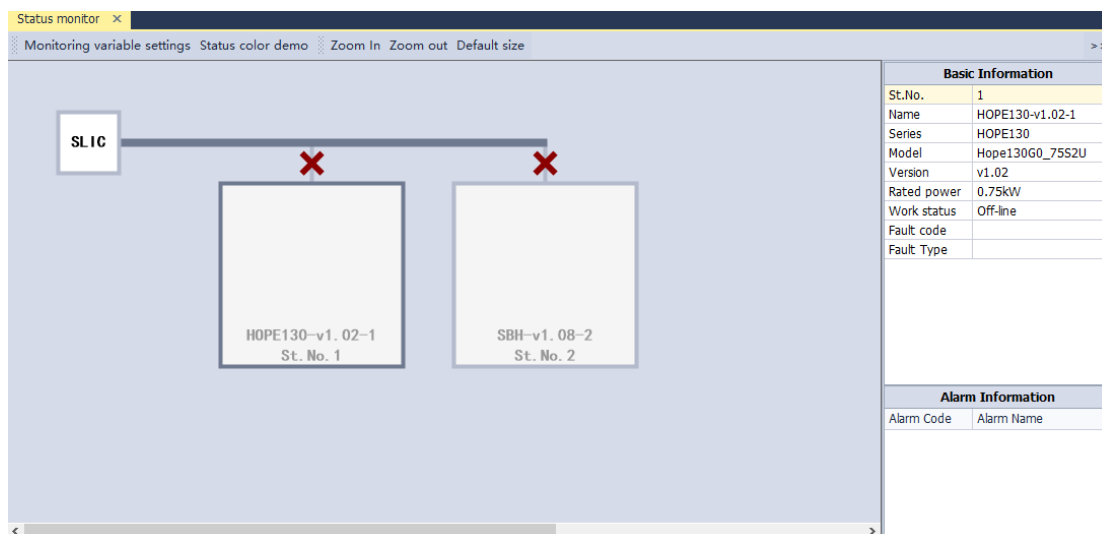 Status monitor ×
Monitoring variable settings Status color demo Zoom In Zoom out Default size
SLIC
HOPE130-v1.02-1
St.No.1
SBH-v1.08-2
St.No.2
Basic Information
St.No. 1
Name HOPE130-v1.02-1
Series HOPE130
Model Hope130G0_75S2U
Version v1.02
Rated power 0.75kW
Work status Off-line
Fault code
Fault Type
Alarm Information
Alarm Code Alarm Name